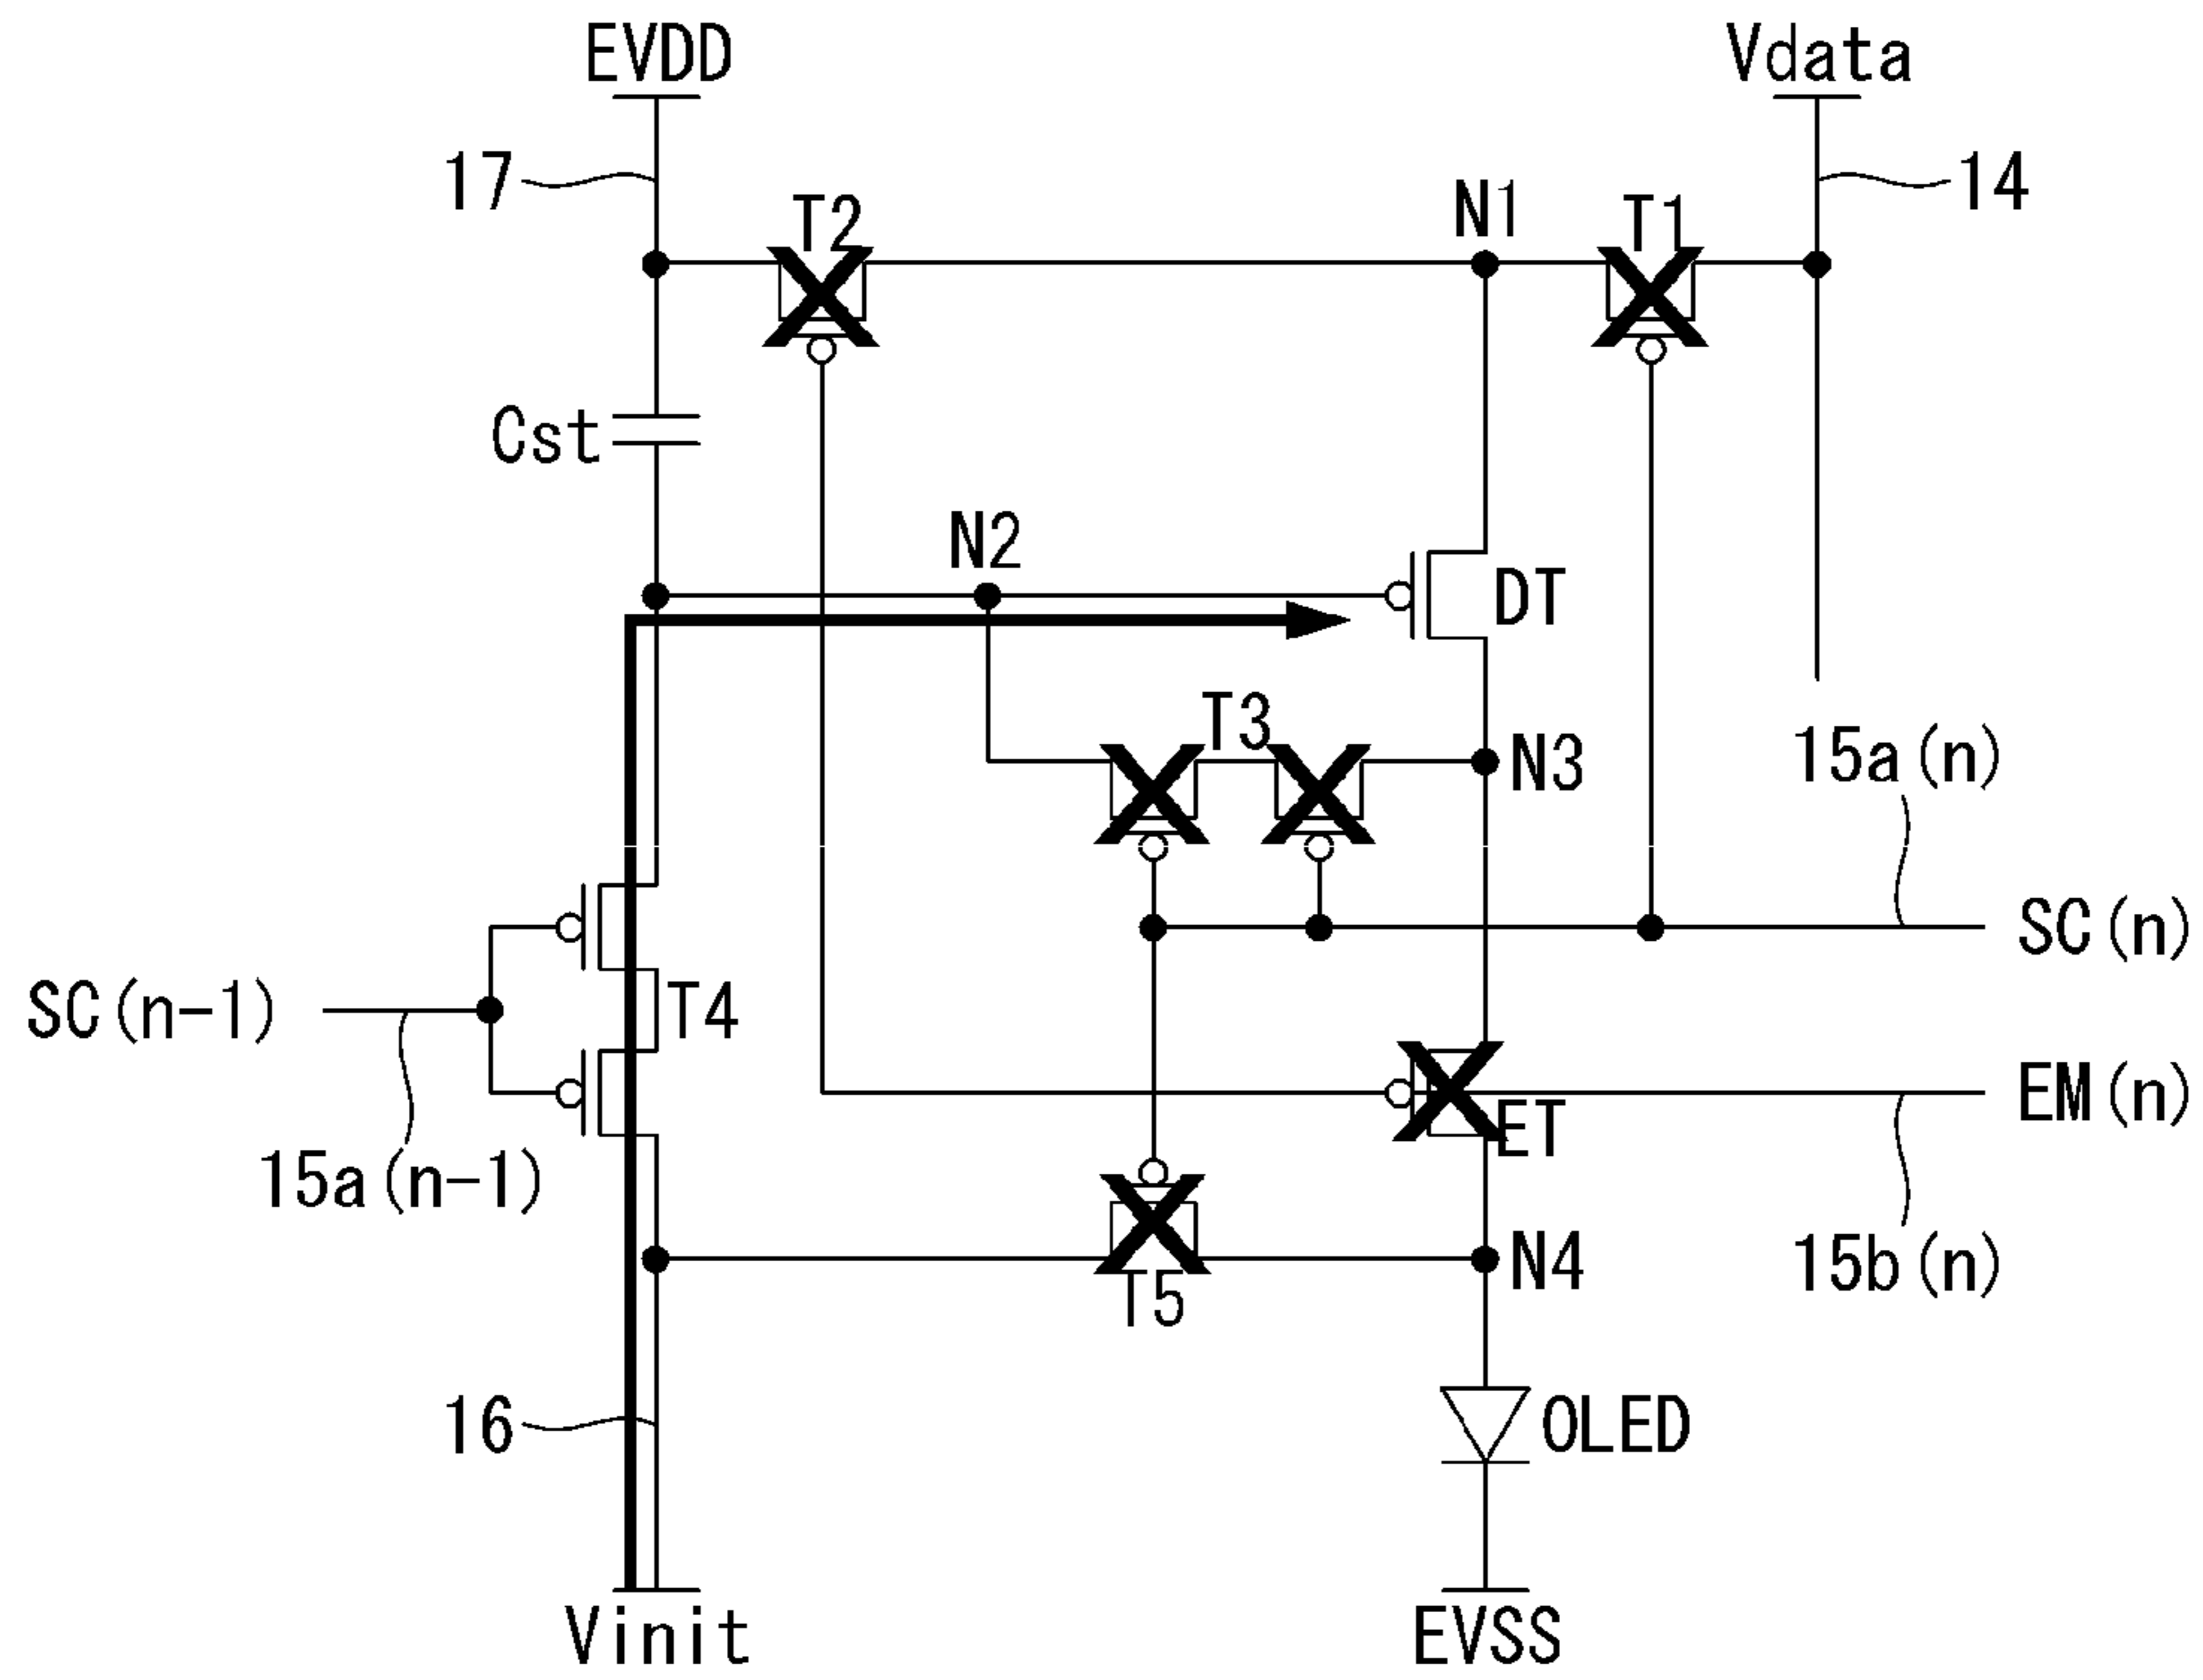 EVDD
Vdata
17
14
T2
N1
T1
Cst
N2
DT
T3
N3
15a(n)
SC(n)
SC(n-1)
T4
EM(n)
ET
15a(n-1)
N4
15b(n)
T5
16
OLED
Vinit
EVSS